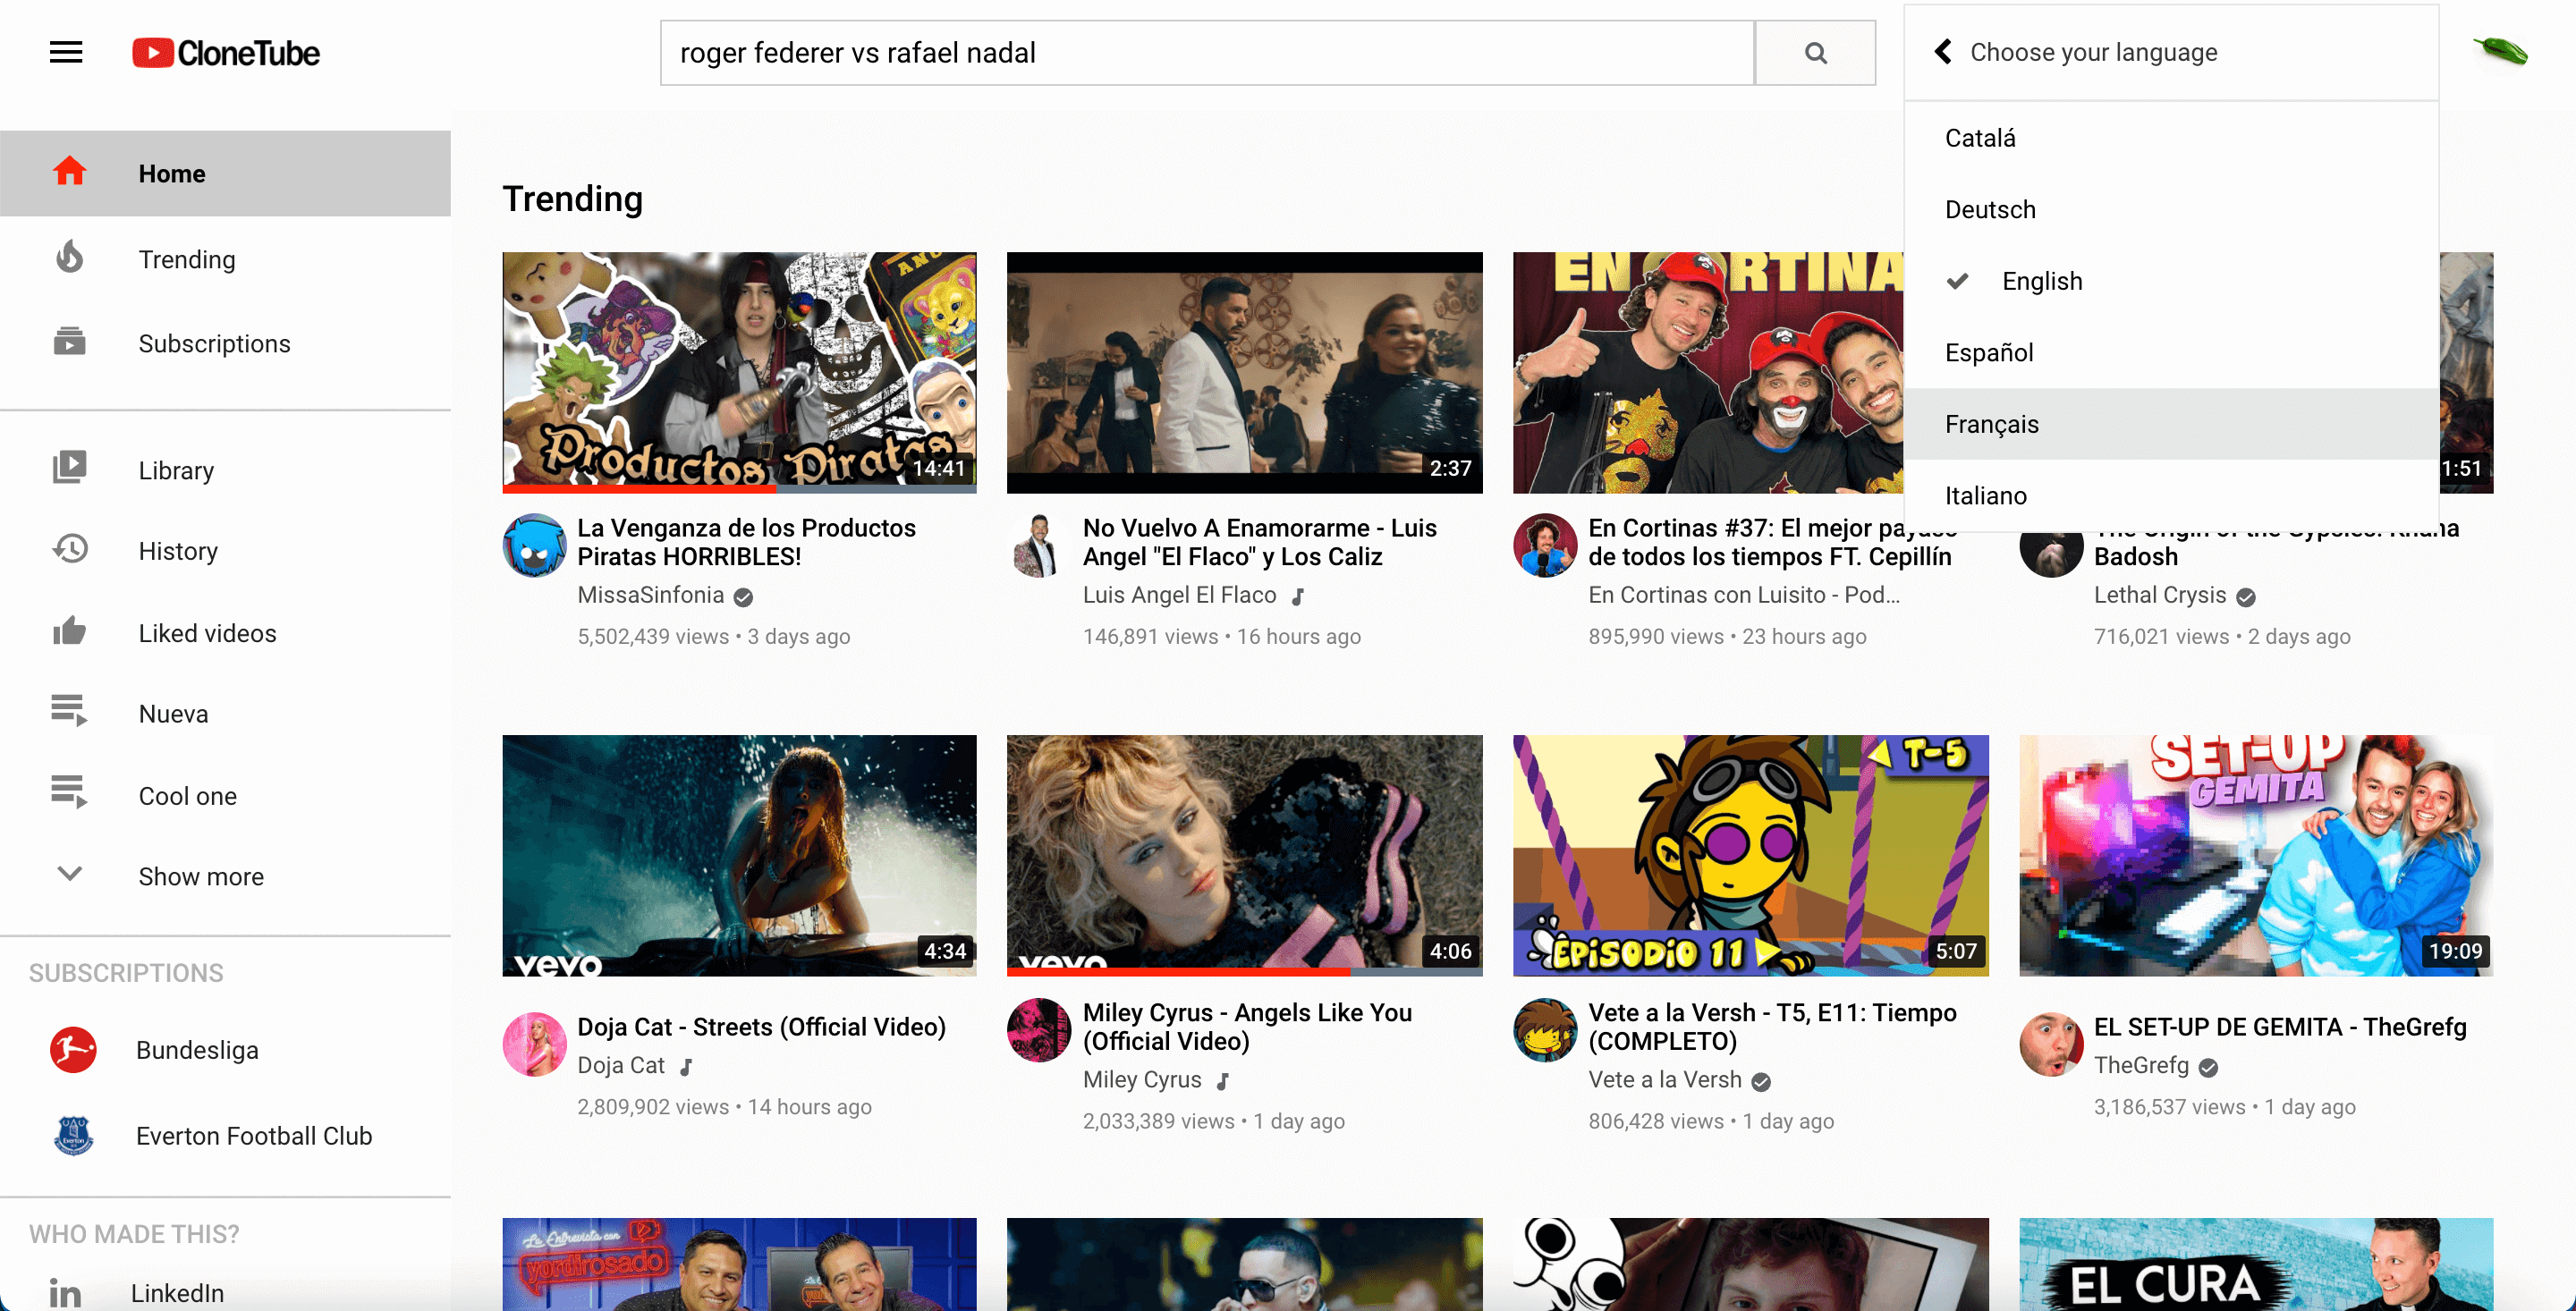 CloneTube
roger federer vs rafael nadal
Choose your language
Catalá
Deutsch
English
Español
Français
Italiano
Home
Trending
Subscriptions
Library
History
Liked videos
Nueva
Cool one
Show more
SUBSCRIPTIONS
Bundesliga
Everton Football Club
WHO MADE THIS?
LinkedIn
Trending
Productos Piratas
14:41
La Venganza de los Productos
Piratas HORRIBLES!
MissaSinfonia
5,502,439 views • 3 days ago
2:37
No Vuelvo A Enamorarme - Luis
Angel "El Flaco" y Los Caliz
Luis Angel El Flaco
146,891 views • 16 hours ago
EN CORTINA
En Cortinas #37: El mejor payaso
de todos los tiempos FT. Cepillín
En Cortinas con Luisito - Pod...
895,990 views • 23 hours ago
1:51
The Origin of the Gypsies: Khana
Badosh
Lethal Crysis
716,021 views • 2 days ago
vevo
4:34
Doja Cat - Streets (Official Video)
Doja Cat
2,809,902 views • 14 hours ago
vevo
4:06
Miley Cyrus - Angels Like You
(Official Video)
Miley Cyrus
2,033,389 views • 1 day ago
T-5
EPISODIO 11
5:07
Vete a la Versh - T5, E11: Tiempo
(COMPLETO)
Vete a la Versh
806,428 views • 1 day ago
SET-UP
GEMITA
19:09
EL SET-UP DE GEMITA - TheGrefg
TheGrefg
3,186,537 views • 1 day ago
La Entrevista con
yordirosado
EL CURA